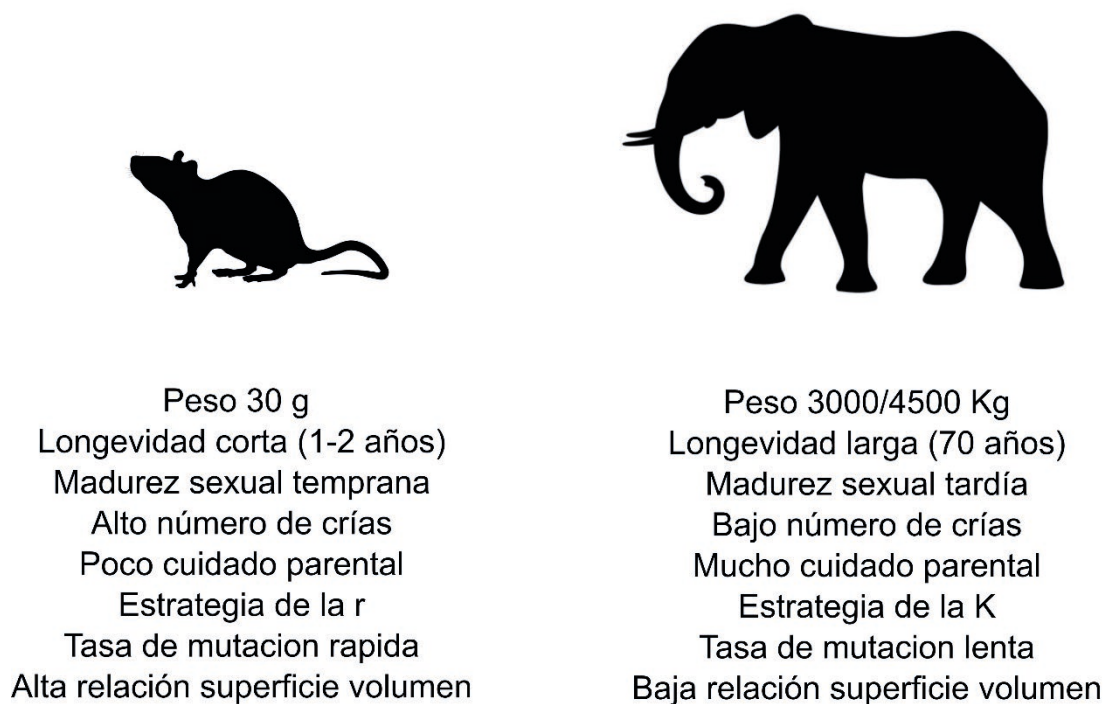 Peso 30 g
Longevidad corta (1-2 años)
Madurez sexual temprana
Alto número de crías
Poco cuidado parental
Estrategia de la r
Tasa de mutacion rapida
Alta relación superficie volumen
Peso 3000/4500 Kg
Longevidad larga (70 años)
Madurez sexual tardía
Bajo número de crías
Mucho cuidado parental
Estrategia de la K
Tasa de mutacion lenta
Baja relación superficie volumen